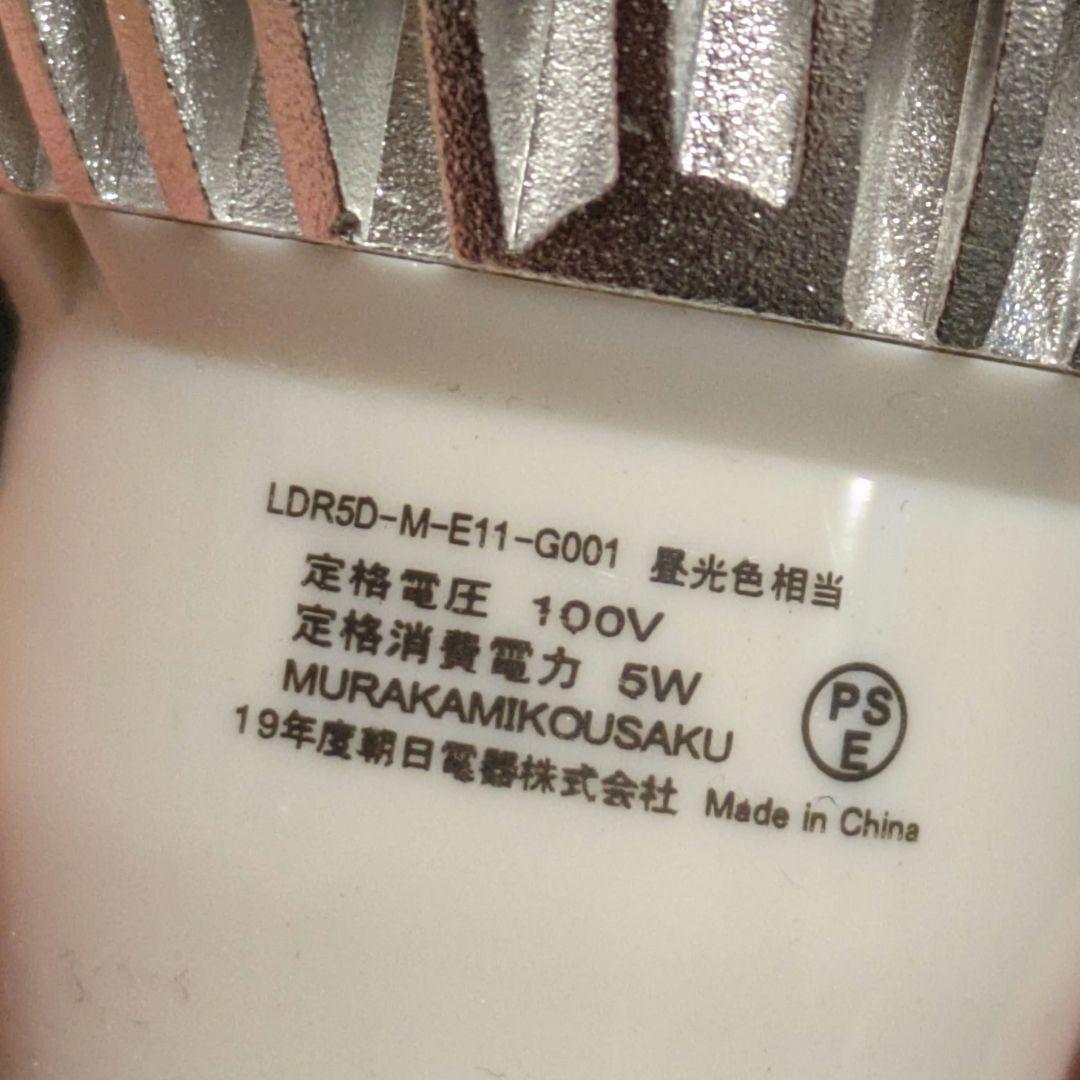 LDR5D-M-E11-G001 昼光色相当
定格電圧 100V
定格消費電力 5W
MURAKAMIKOUSAKU
19年度朝日電器株式会社 Made in China
PS
E